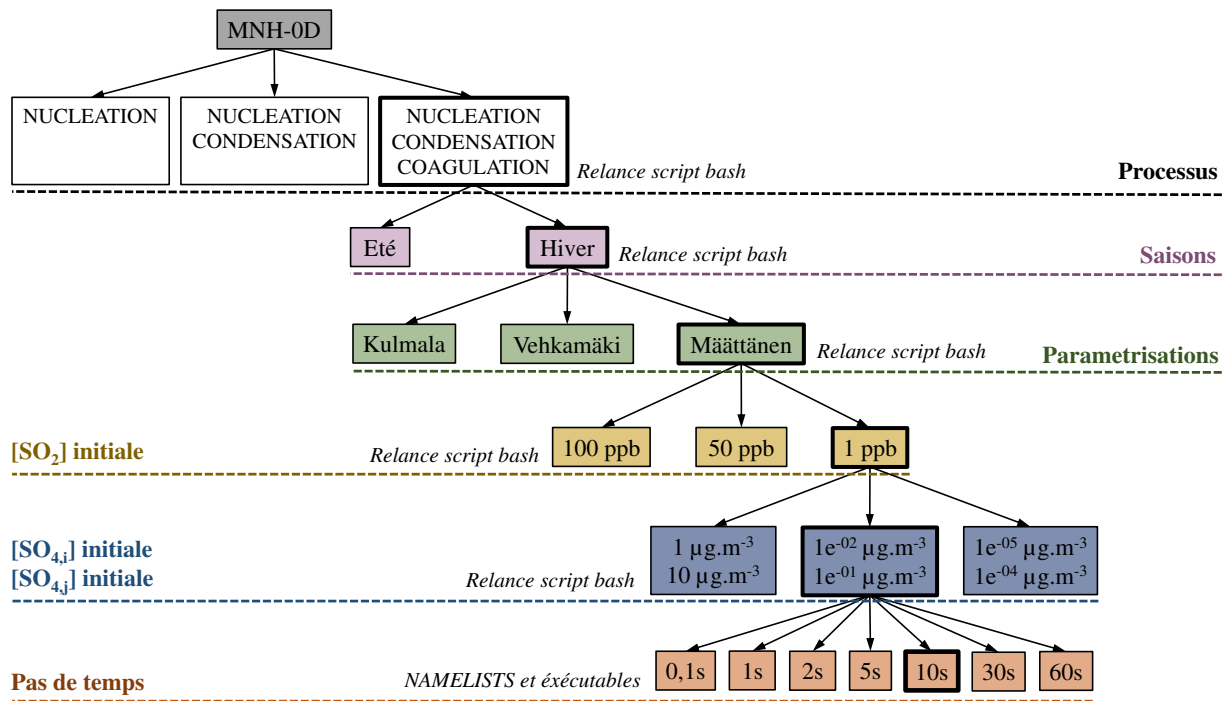 MNH-0D
NUCLEATION
NUCLEATION
CONDENSATION
NUCLEATION
CONDENSATION
COAGULATION
Relance script bash
Processus
Eté
Hiver
Relance script bash
Saisons
Kulmala
Vehkamäki
Määttänen
Relance script bash
Parametrisations
[SO₂] initiale
Relance script bash
100 ppb
50 ppb
1 ppb
[SO₄,ᵢ] initiale
[SO₄,ⱼ] initiale
Relance script bash
1 µg.m⁻³
10 µg.m⁻³
1e⁻⁰² µg.m⁻³
1e⁻⁰¹ µg.m⁻³
1e⁻⁰⁵ µg.m⁻³
1e⁻⁰⁴ µg.m⁻³
Pas de temps
NAMELISTS et éxécutables
0,1s
1s
2s
5s
10s
30s
60s